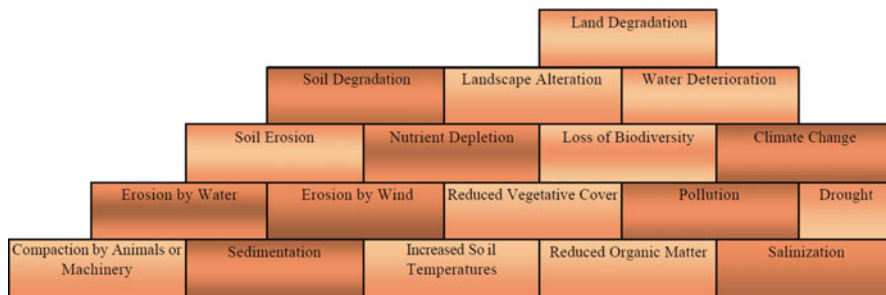 Land Degradation
Soil Degradation
Landscape Alteration
Water Deterioration
Soil Erosion
Nutrient Depletion
Loss of Biodiversity
Climate Change
Erosion by Water
Erosion by Wind
Reduced Vegetative Cover
Pollution
Drought
Compaction by Animals or
Machinery
Sedimentation
Increased Soil
Temperatures
Reduced Organic Matter
Salinization